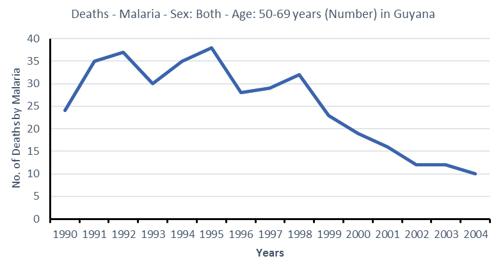 Deaths - Malaria - Sex: Both - Age: 50-69 years (Number) in Guyana
No. of Deaths by Malaria
40
35
30
25
20
15
10
5
0
1990 1991 1992 1993 1994 1995 1996 1997 1998 1999 2000 2001 2002 2003 2004
Years